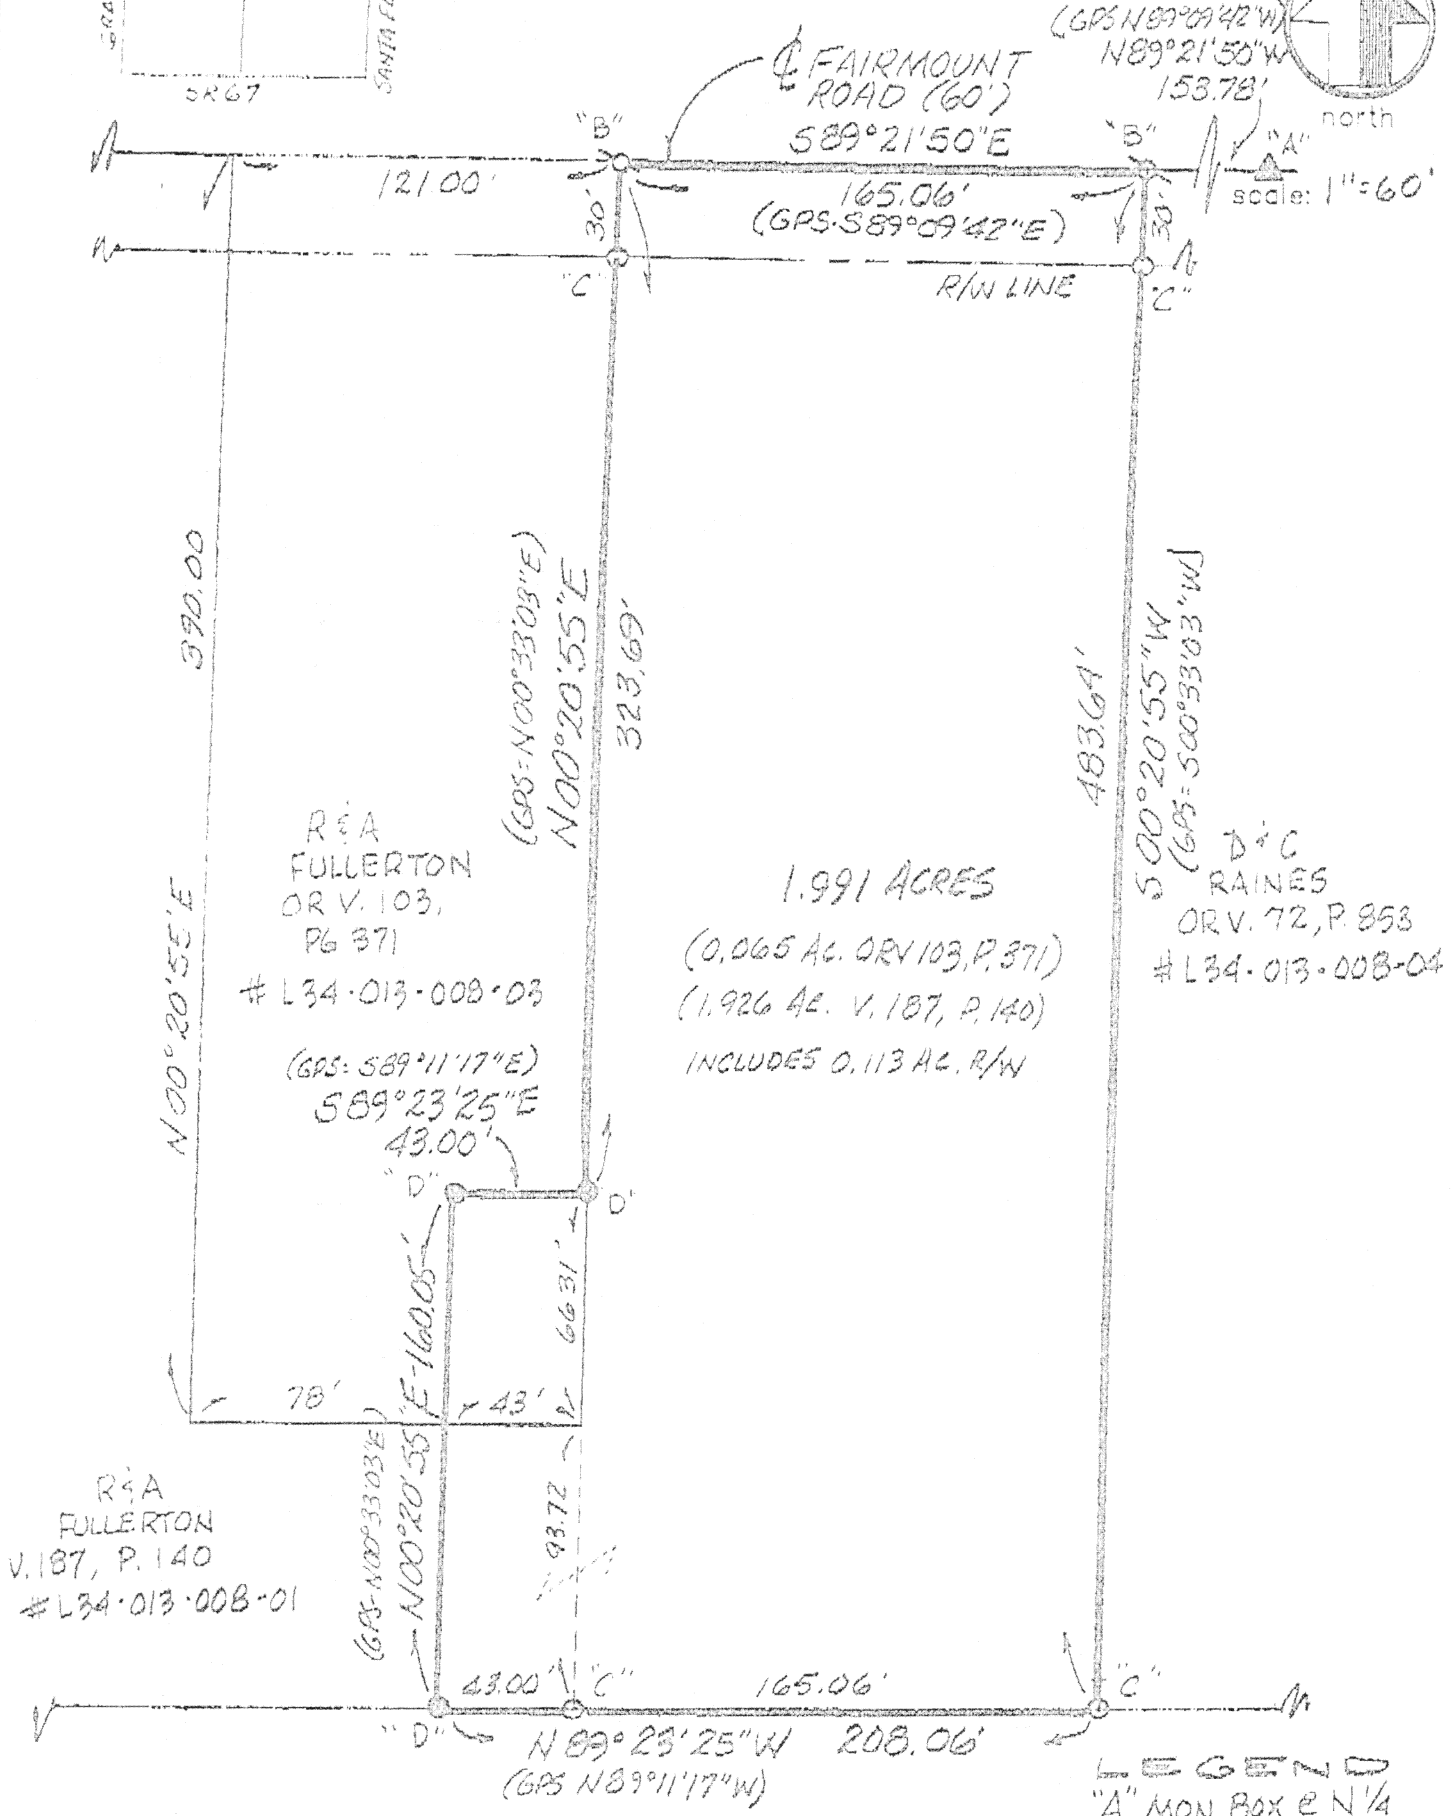 SR 67
(GPS N89°09'42"W)
N89°21'50"W
153.78'
north
scale: 1"=60'
℄ FAIRMOUNT
ROAD (60')
S89°21'50"E
"B"
"B"
"A"
121.00'
165.06'
(GPS-S89°09'42"E)
30'
30'
"C"
R/W LINE
"C"
390.00
N00°20'55"E
(GPS=N00°33'03"E)
N00°20'55"E
323.69'
483.64'
S00°20'55"W
(GPS=S00°33'03"W)
R & A
FULLERTON
OR V. 103,
PG 371
# L34-013-008-03
1.991 ACRES
(0.065 AC. ORV 103, P. 371)
(1.926 AC. V. 187, P. 140)
INCLUDES 0.113 AC. R/W
D & C
RAINES
OR V. 72, P. 853
# L34-013-008-04
(GPS: S89°11'17"E)
S89°23'25"E
43.00'
"D"
"D"
66.31'
N00°20'55"E-160.05'
(GPS-N00°33'03"E)
78'
43'
93.72
R & A
FULLERTON
V. 187, P. 140
# L34-013-008-01
43.00'
"C"
165.06'
"C"
"D"
N89°23'25"W 208.06'
(GPS N89°11'17"W)
LEGEND
"A" MON BOX @ N 1/4